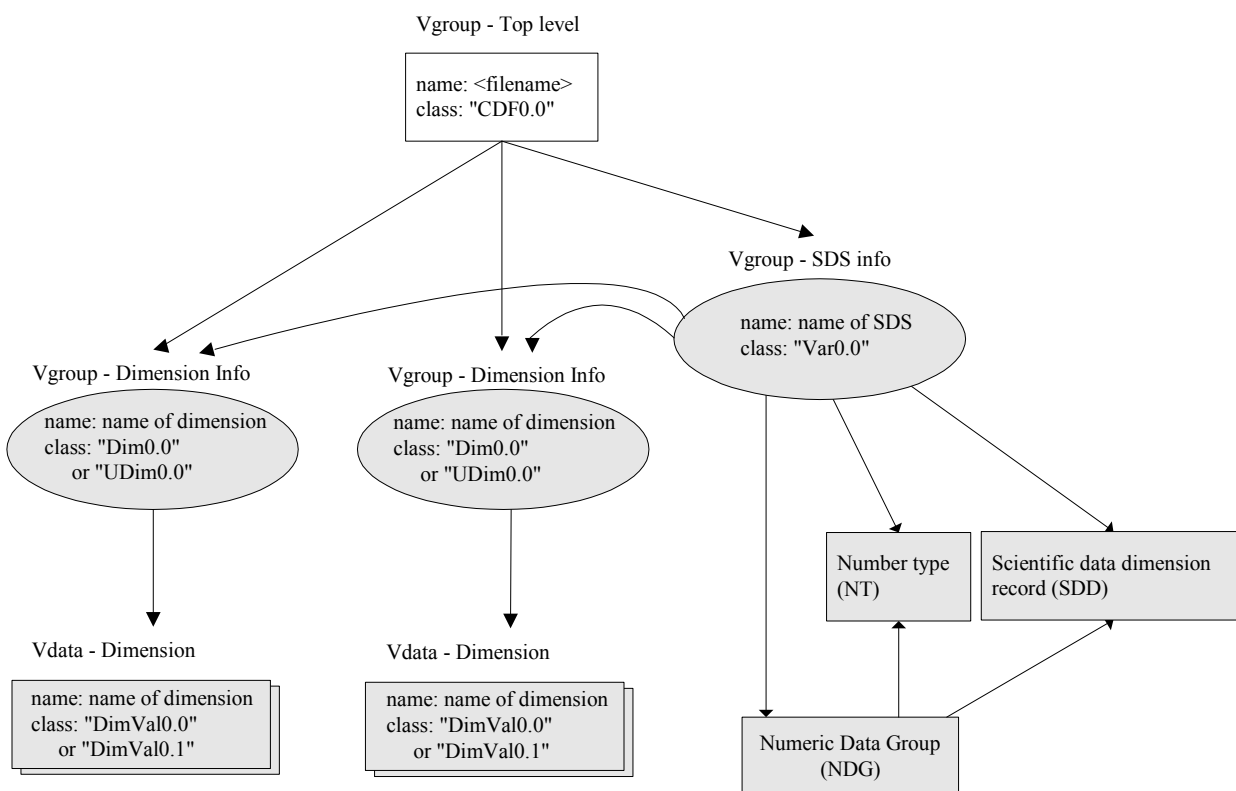 Vgroup - Top level
name: <filename>
class: "CDF0.0"
Vgroup - SDS info
name: name of SDS
class: "Var0.0"
Vgroup - Dimension Info
name: name of dimension
class: "Dim0.0"
or "UDim0.0"
Vgroup - Dimension Info
name: name of dimension
class: "Dim0.0"
or "UDim0.0"
Number type
(NT)
Scientific data dimension
record (SDD)
Vdata - Dimension
name: name of dimension
class: "DimVal0.0"
or "DimVal0.1"
Vdata - Dimension
name: name of dimension
class: "DimVal0.0"
or "DimVal0.1"
Numeric Data Group
(NDG)